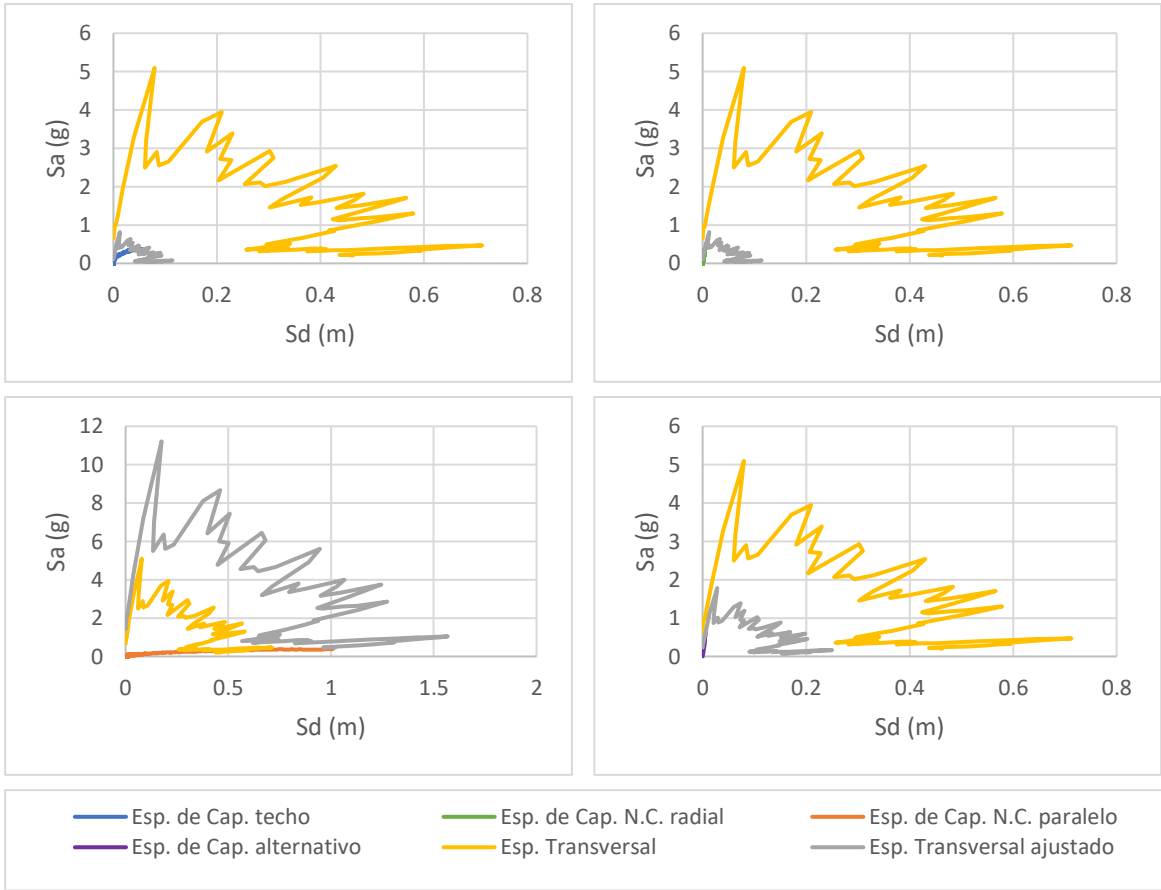 Sa (g)
6
5
4
3
2
1
0
0 0.2 0.4 0.6 0.8
Sd (m)
Sa (g)
6
5
4
3
2
1
0
0 0.2 0.4 0.6 0.8
Sd (m)
Sa (g)
12
10
8
6
4
2
0
0 0.5 1 1.5 2
Sd (m)
Sa (g)
6
5
4
3
2
1
0
0 0.2 0.4 0.6 0.8
Sd (m)
Esp. de Cap. techo Esp. de Cap. N.C. radial Esp. de Cap. N.C. paralelo
Esp. de Cap. alternativo Esp. Transversal Esp. Transversal ajustado